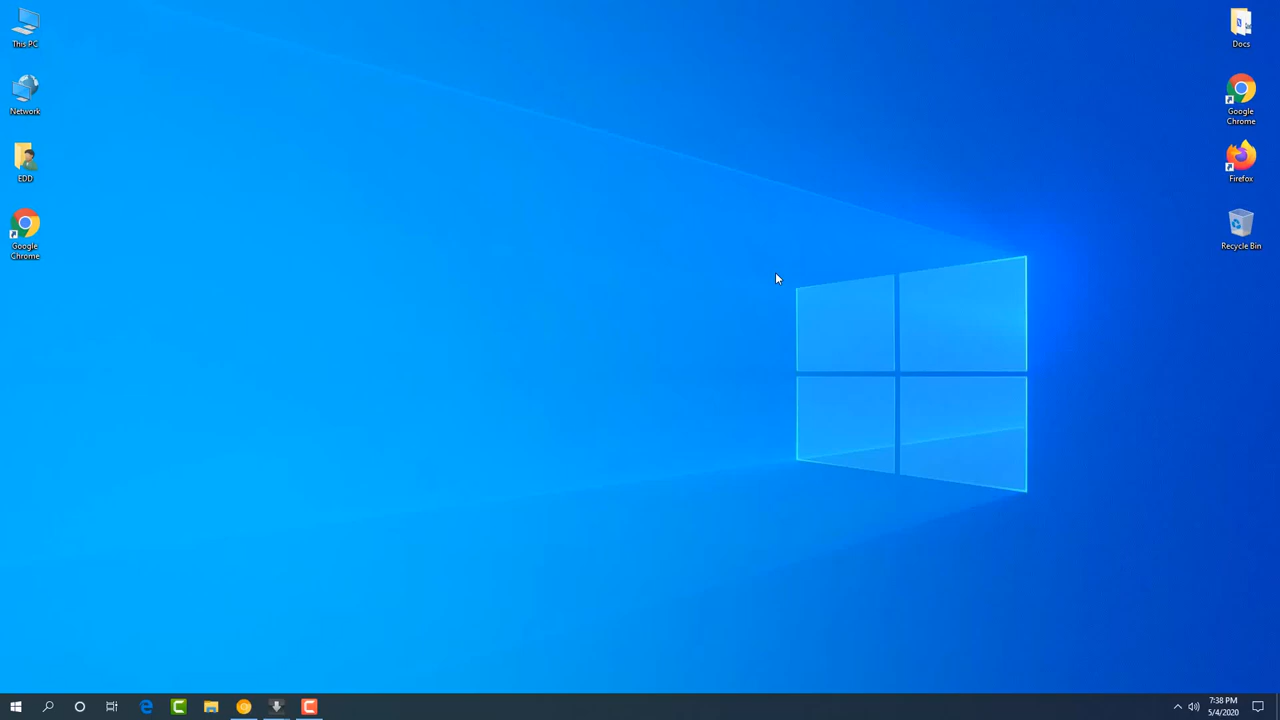 This PC
Network
EDD
Google
Chrome
Docs
Google
Chrome
Firefox
Recycle Bin
7:38 PM
5/4/2020